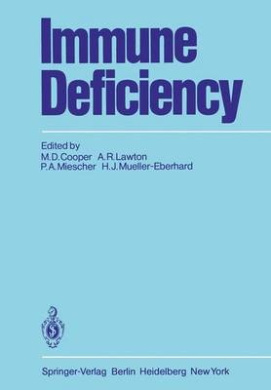 Immune
Deficiency
Edited by
M.D.Cooper A.R.Lawton
P.A.Miescher H.J.Mueller-Eberhard
Springer-Verlag Berlin Heidelberg New York